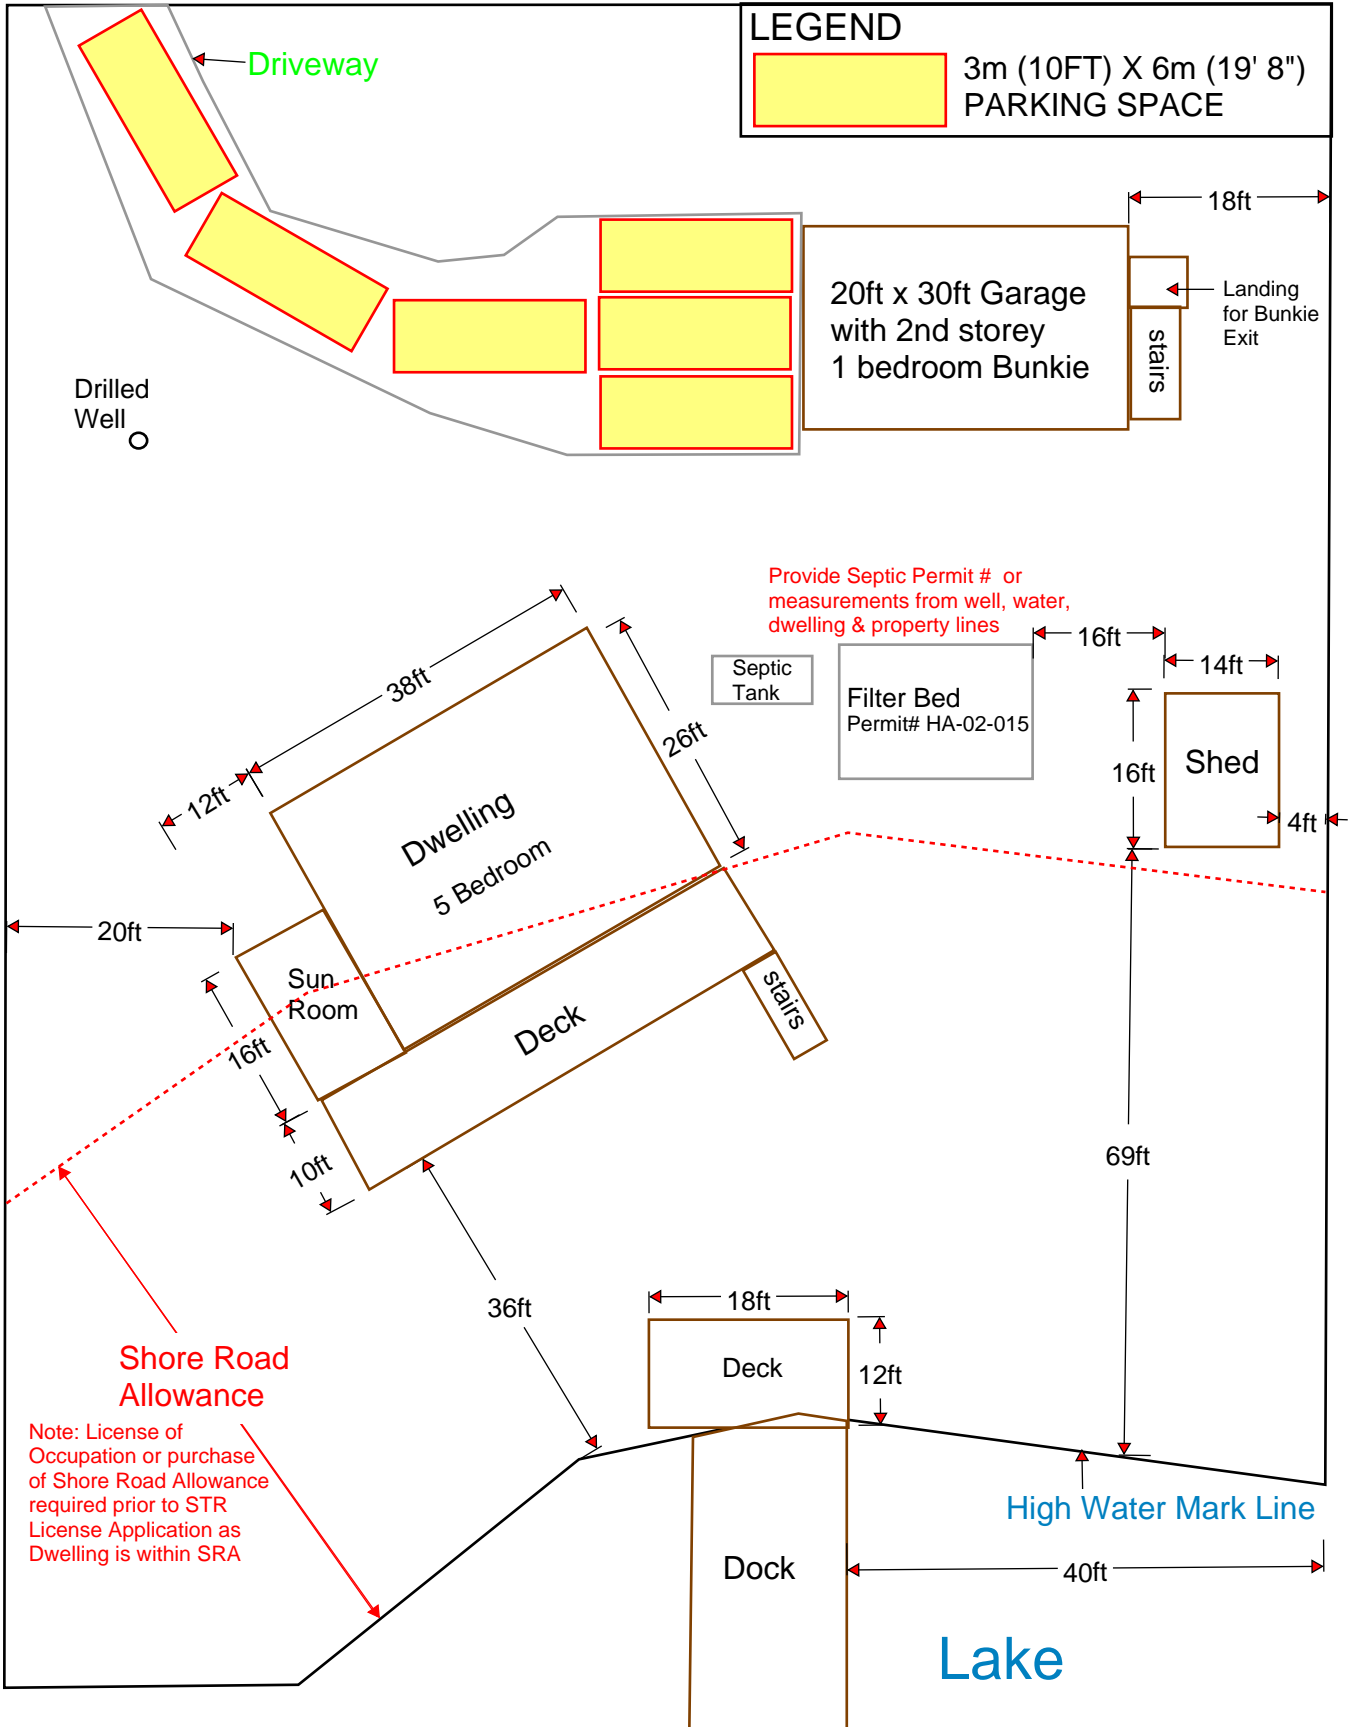 LEGEND
3m (10FT) X 6m (19' 8")
PARKING SPACE
Driveway
18ft
20ft x 30ft Garage
with 2nd storey
1 bedroom Bunkie
Landing
for Bunkie
Exit
stairs
Drilled
Well
Provide Septic Permit # or
measurements from well, water,
dwelling & property lines
16ft
14ft
Septic
Tank
Filter Bed
Permit# HA-02-015
16ft
Shed
4ft
38ft
26ft
12ft
Dwelling
5 Bedroom
20ft
Sun
Room
stairs
Deck
16ft
10ft
69ft
36ft
18ft
Deck
12ft
Shore Road
Allowance
Note: License of
Occupation or purchase
of Shore Road Allowance
required prior to STR
License Application as
Dwelling is within SRA
High Water Mark Line
Dock
40ft
Lake